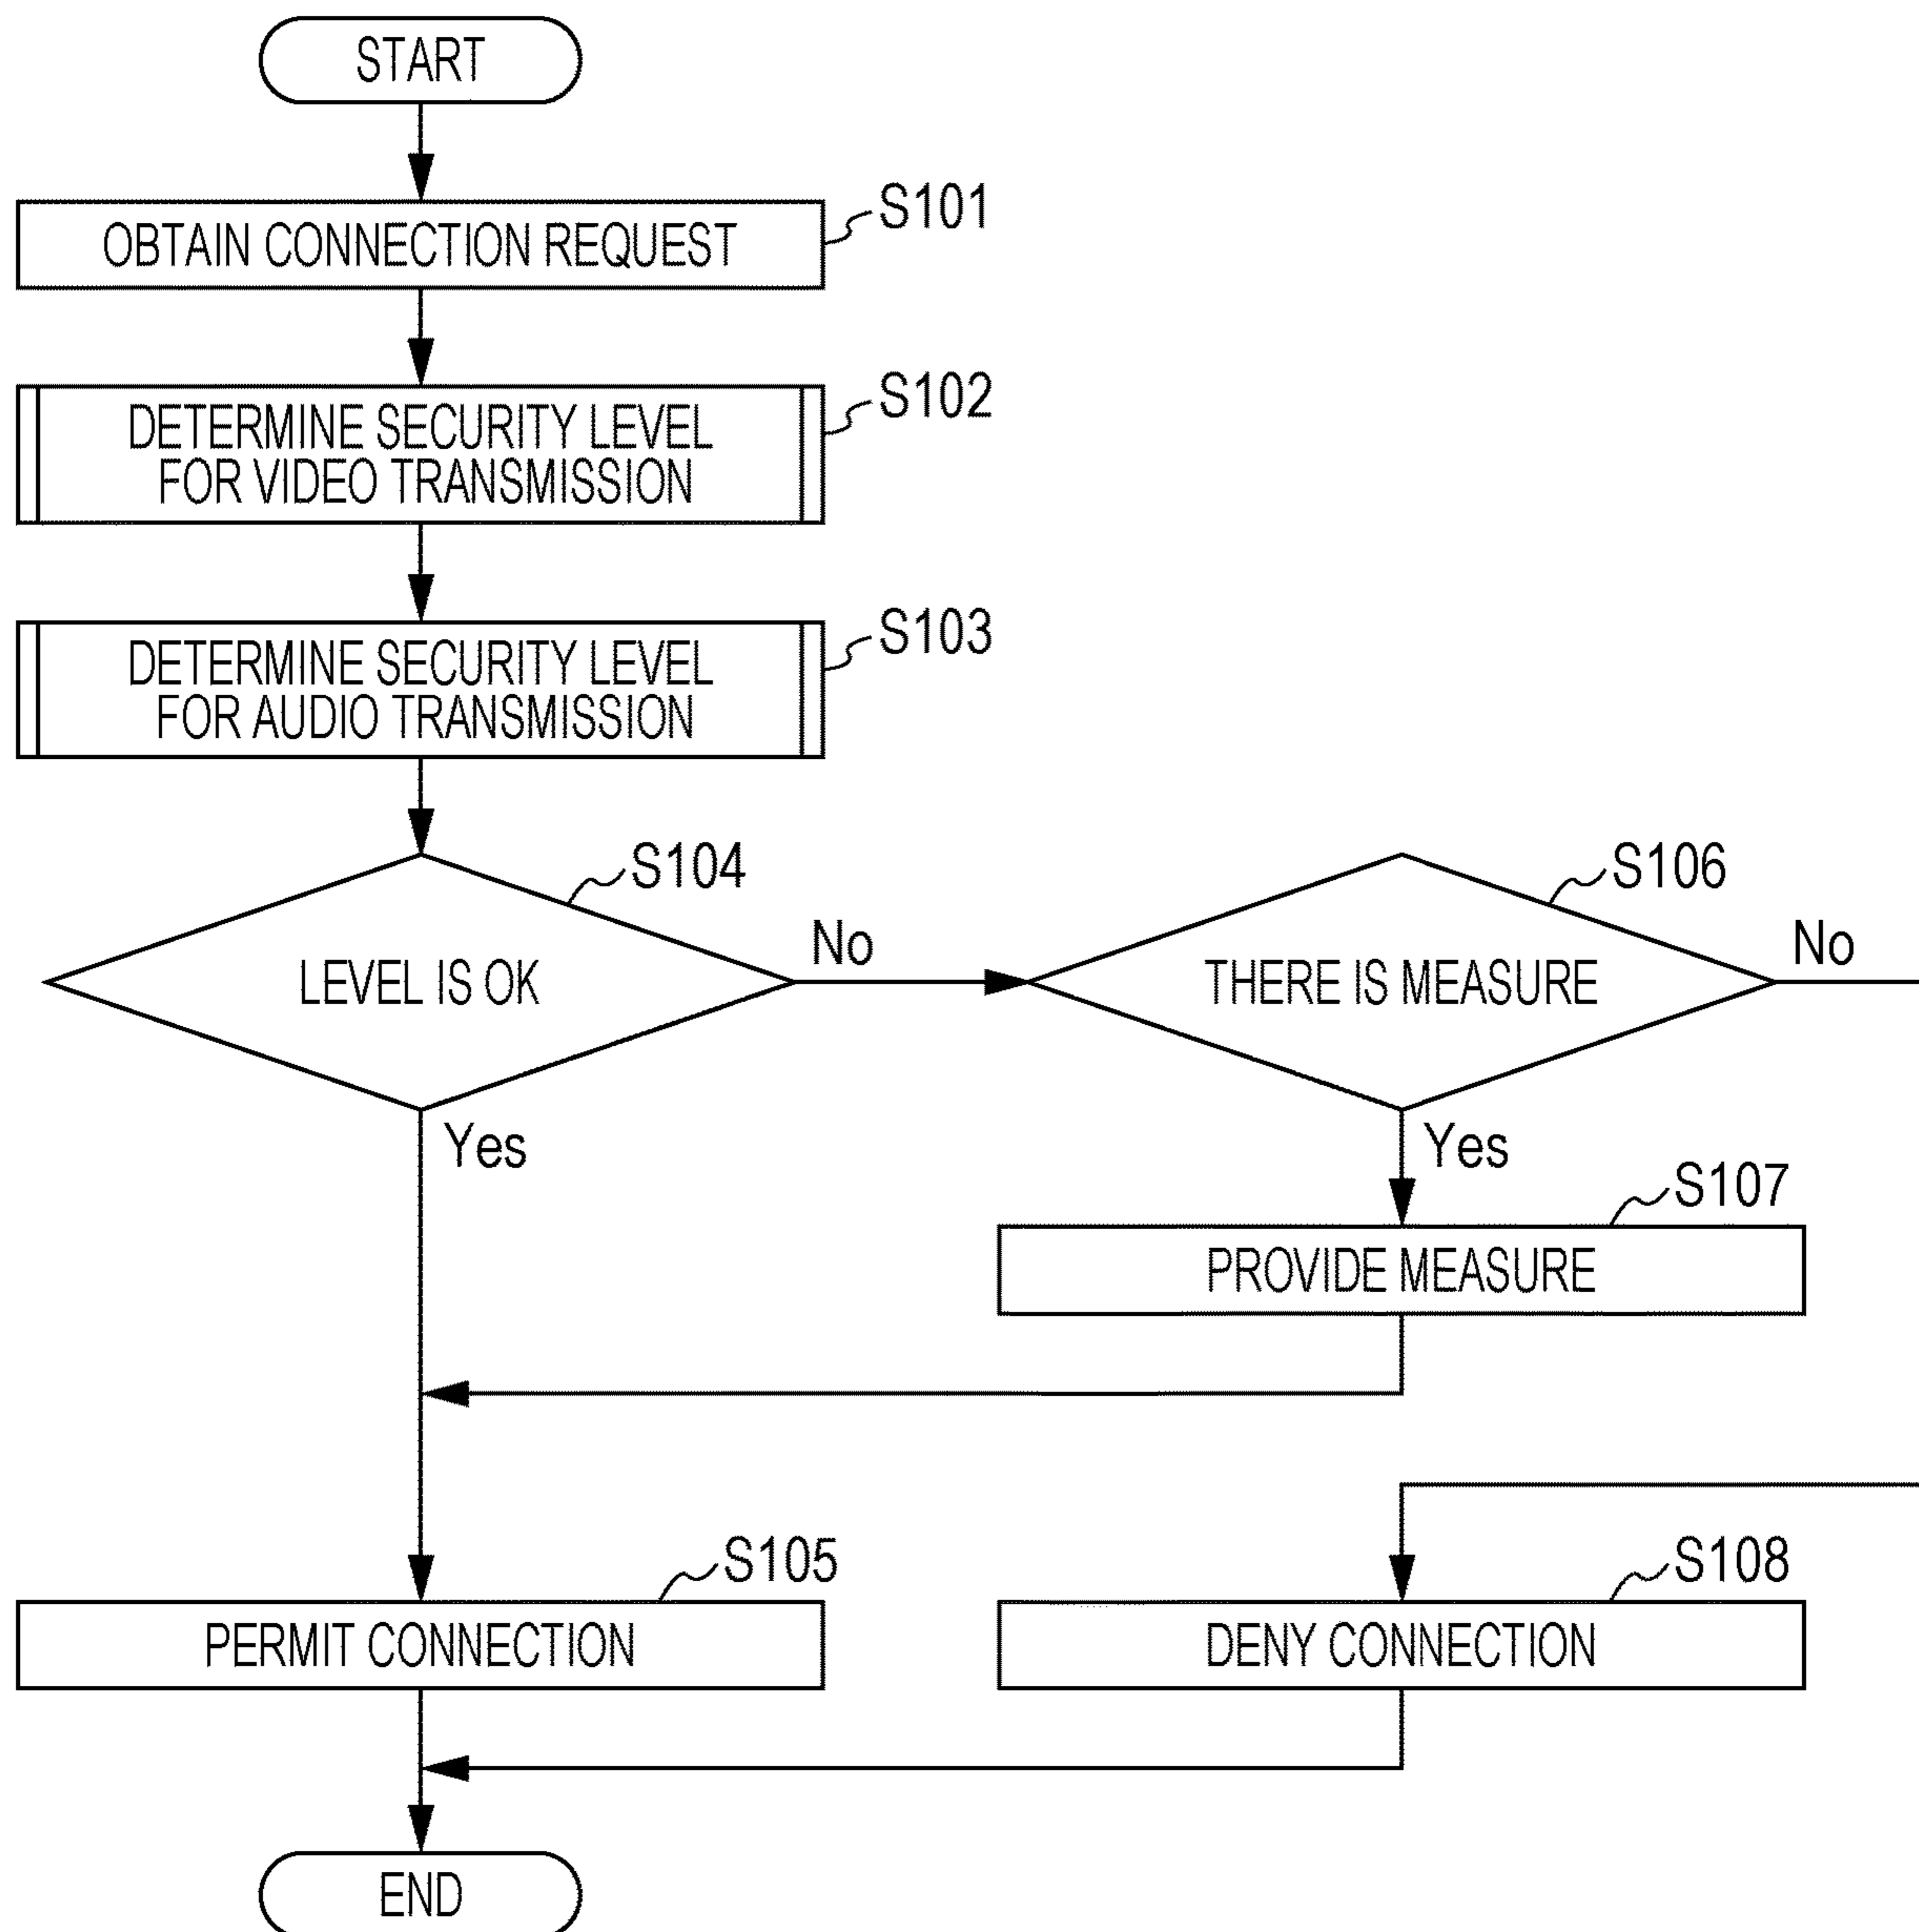 START
OBTAIN CONNECTION REQUEST
S101
DETERMINE SECURITY LEVEL
FOR VIDEO TRANSMISSION
S102
DETERMINE SECURITY LEVEL
FOR AUDIO TRANSMISSION
S103
LEVEL IS OK
S104
No
Yes
THERE IS MEASURE
S106
No
Yes
PROVIDE MEASURE
S107
PERMIT CONNECTION
S105
DENY CONNECTION
S108
END